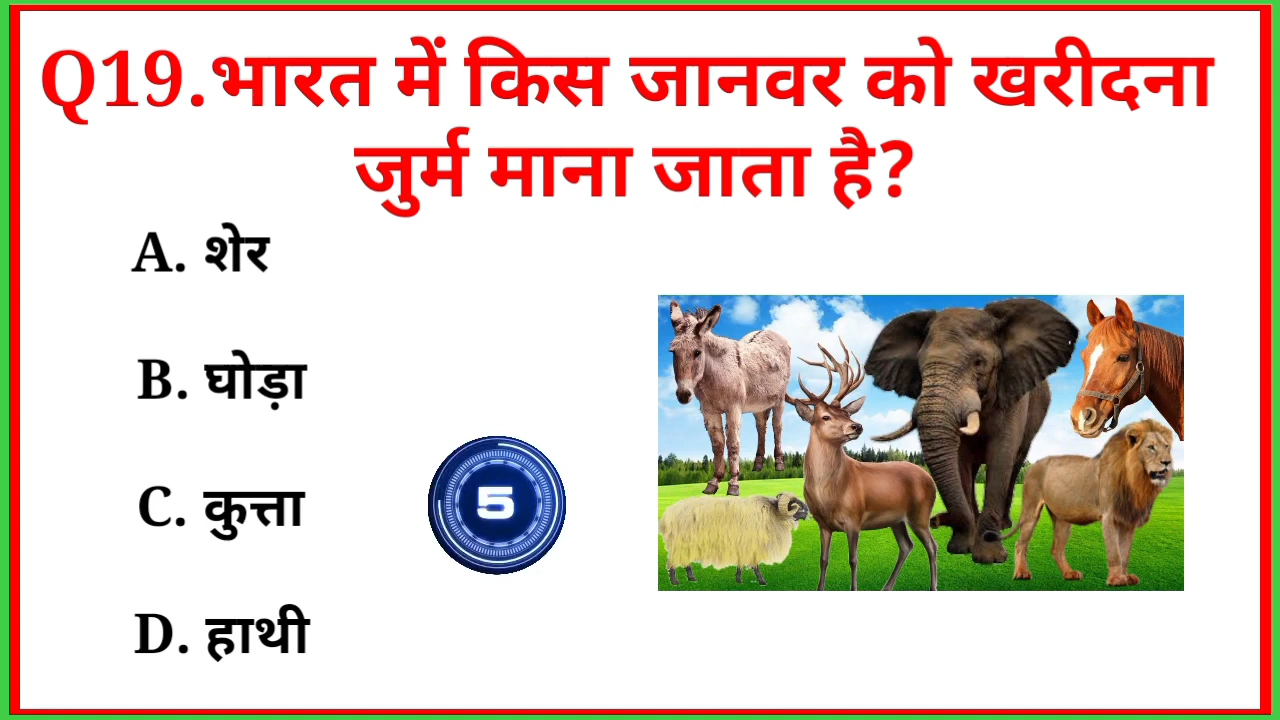 Q19.भारत में किस जानवर को खरीदना
जुर्म माना जाता है?
A. शेर
B. घोड़ा
C. कुत्ता
5
D. हाथी